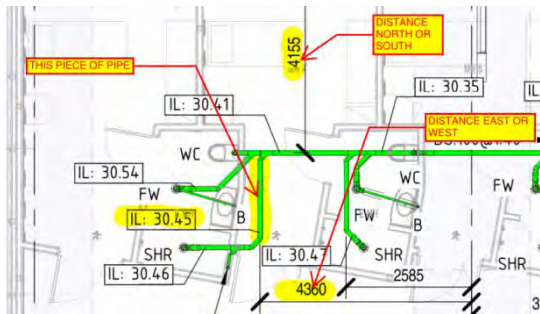 DISTANCE
NORTH OR
SOUTH
4155
THIS PIECE OF PIPE
IL: 30.41
IL: 30.35
DISTANCE EAST OR
WEST
WC
IL: 30.54
WC
FW
FW
B
B
FW
IL: 30.45
SHR
IL: 30.47
IL: 30.46
SHR
2585
4360
3